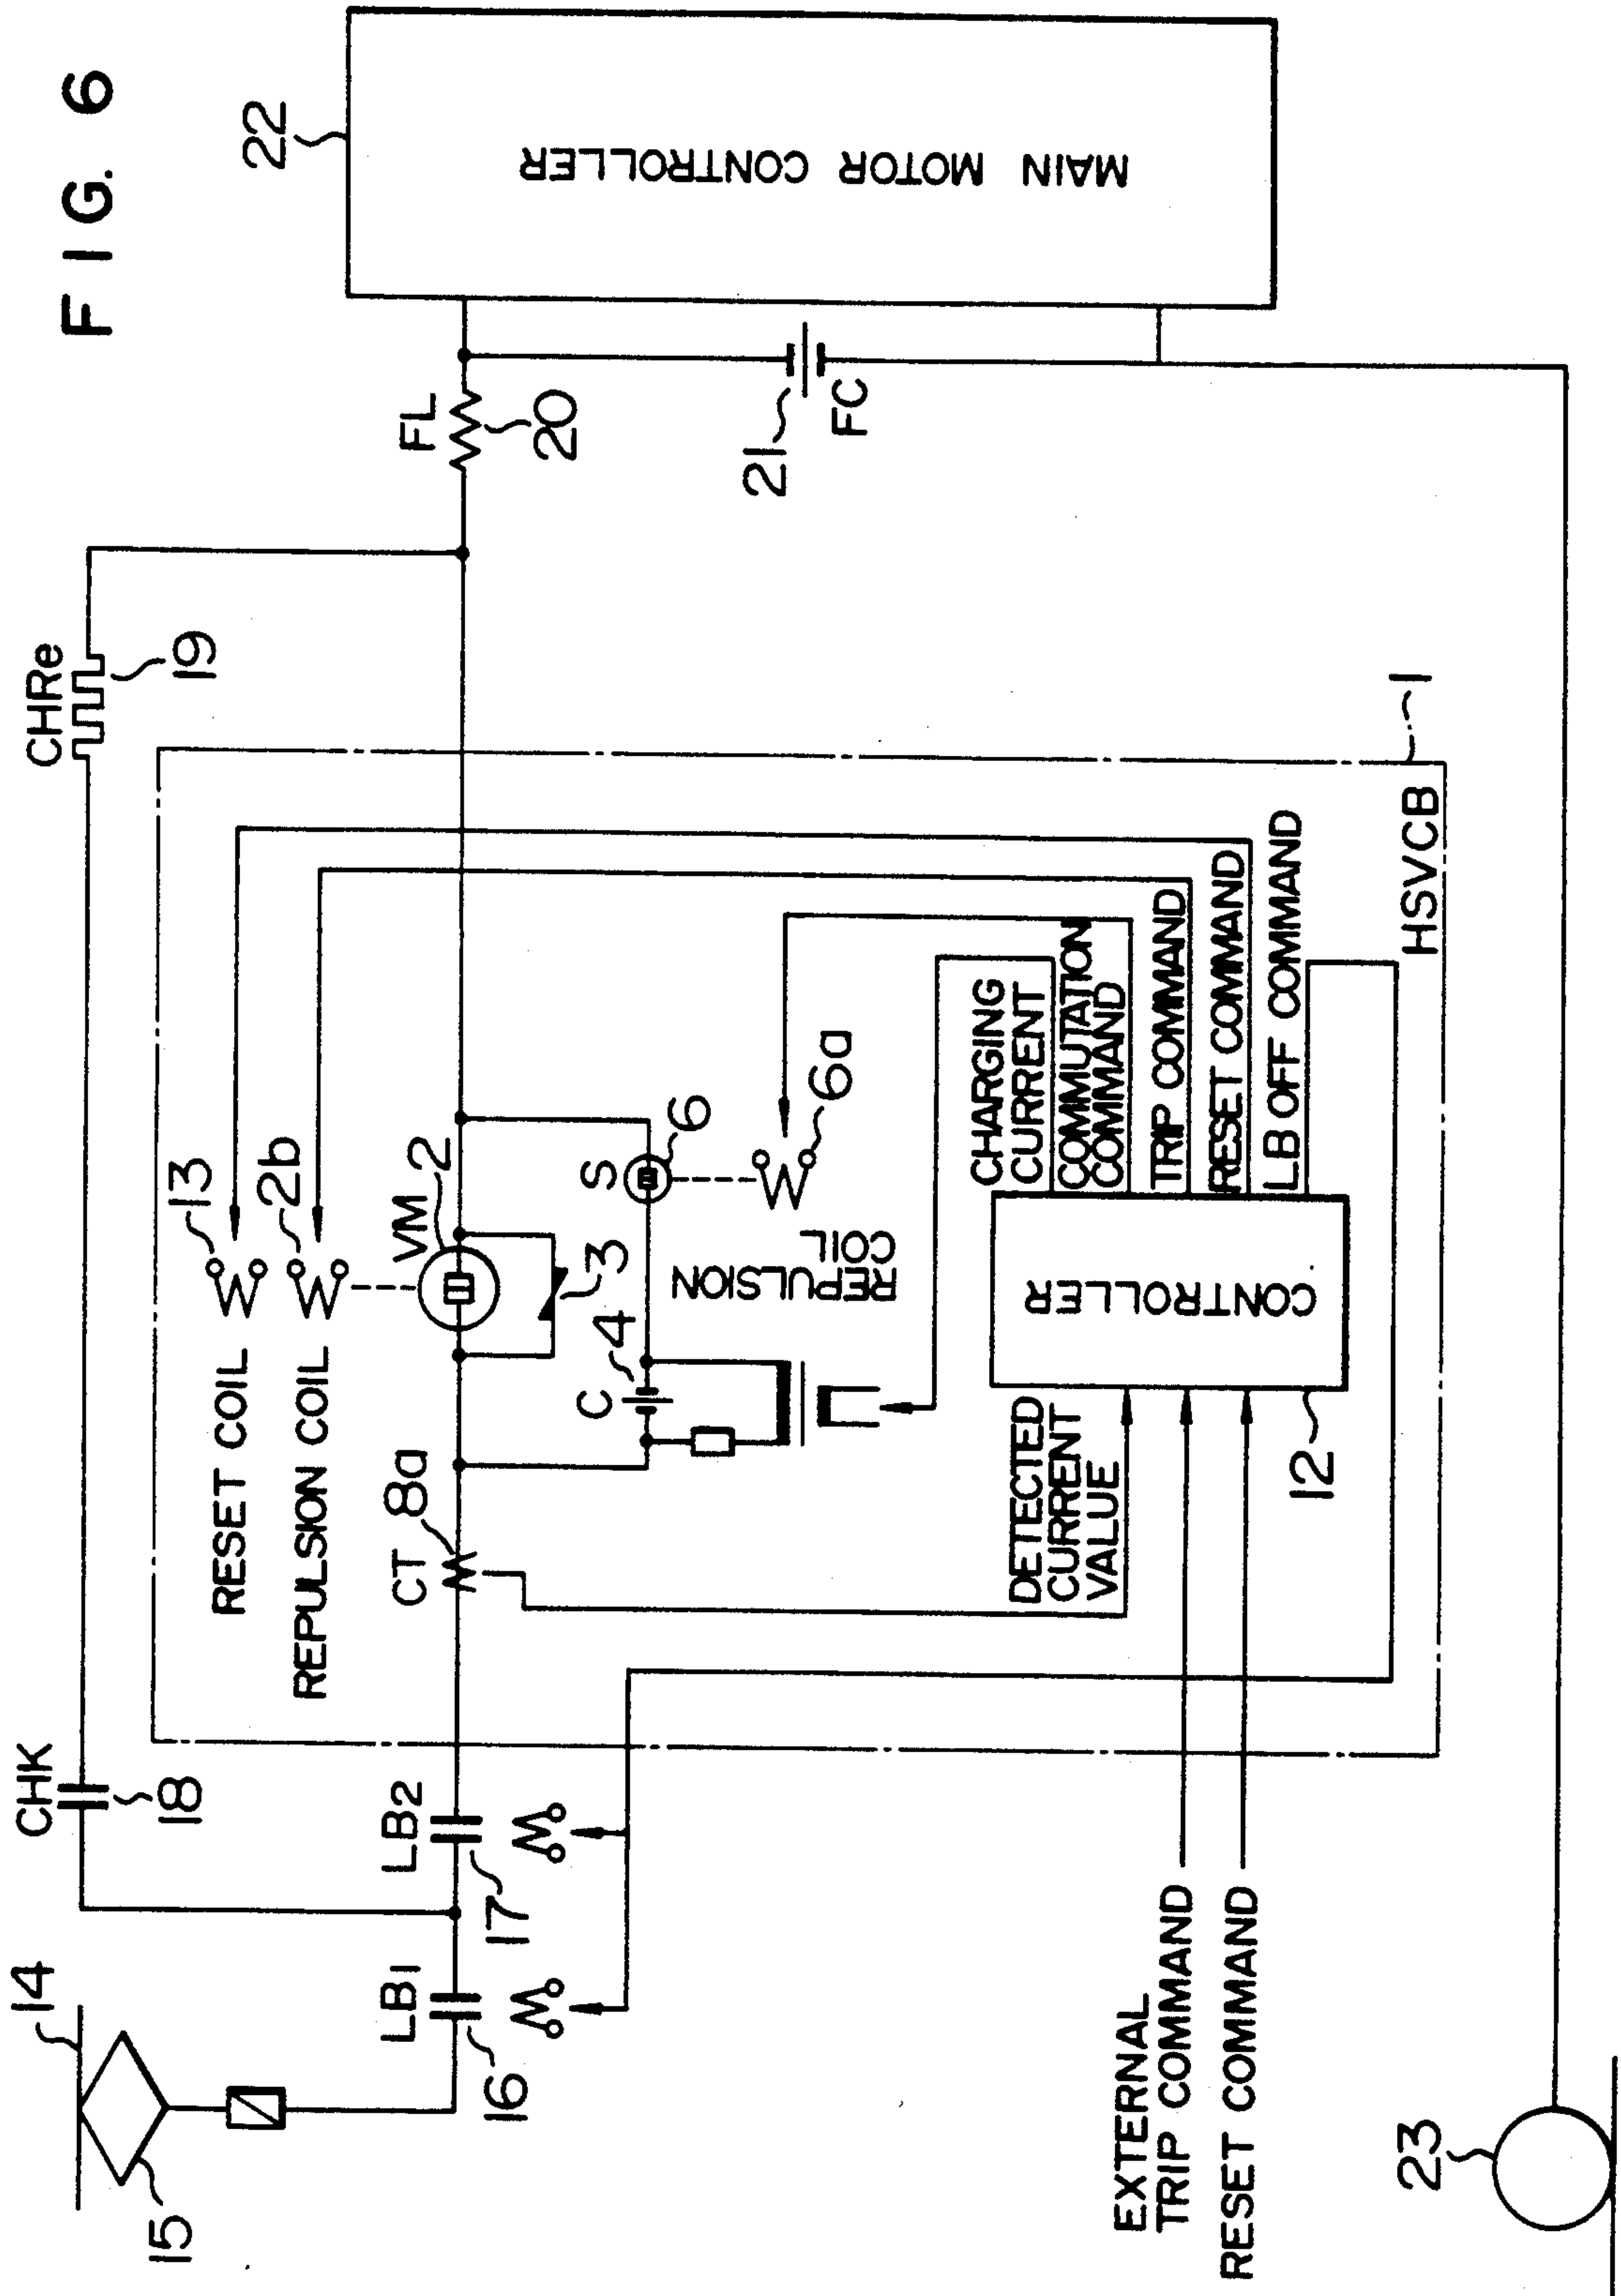 FIG. 6
22
MAIN MOTOR CONTROLLER
FL
20
21
FC
CHRe
19
1
HSVCB
13
2b
RESET COIL
REPULSION COIL
VM
2
3
S
6
6a
REPULSION
COIL
C
4
CT
8a
CHARGING
CURRENT
COMMUTATION
COMMAND
TRIP COMMAND
RESET COMMAND
LB OFF COMMAND
CONTROLLER
12
DETECTED
CURRENT
VALUE
CHK
18
LB2
17
LB1
16
14
15
EXTERNAL
TRIP COMMAND
RESET COMMAND
23